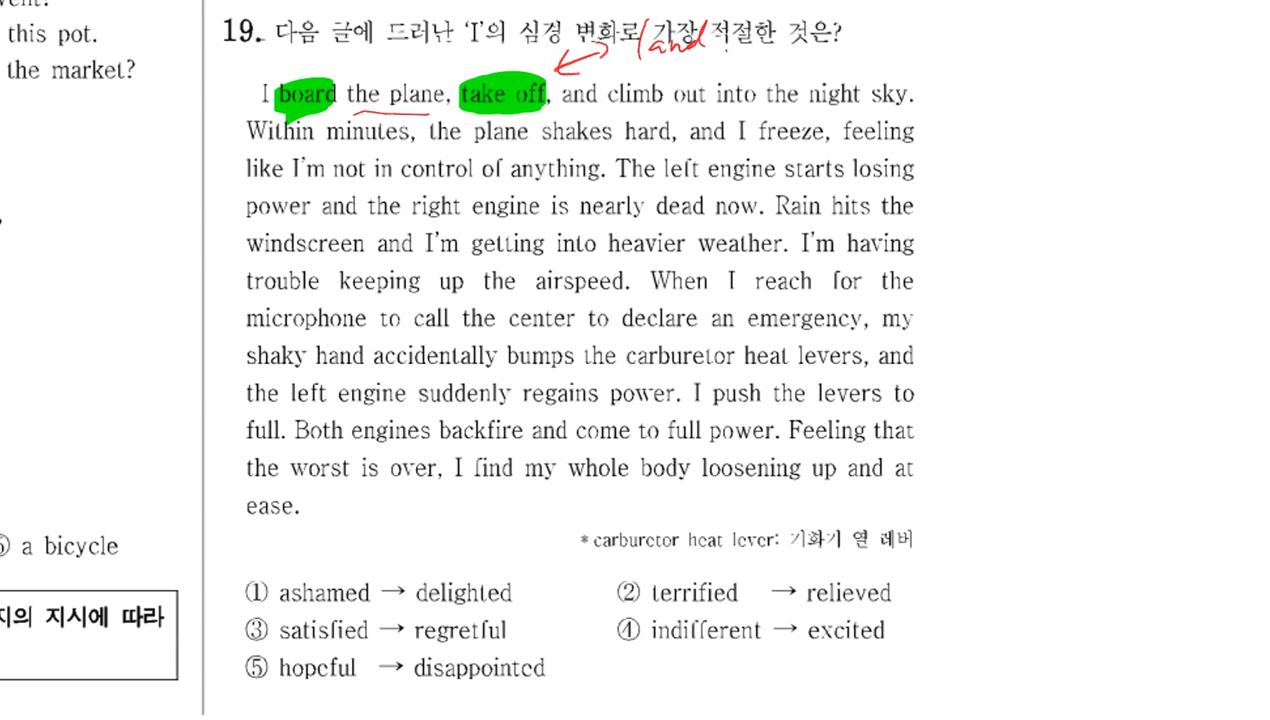 this pot.
the market?
⑤ a bicycle
지의 지시에 따라
19. 다음 글에 드러난 ‘I’의 심경 변화로 가장 적절한 것은?
land
I board the plane, take off, and climb out into the night sky.
Within minutes, the plane shakes hard, and I freeze, feeling
like I’m not in control of anything. The left engine starts losing
power and the right engine is nearly dead now. Rain hits the
windscreen and I’m getting into heavier weather. I’m having
trouble keeping up the airspeed. When I reach for the
microphone to call the center to declare an emergency, my
shaky hand accidentally bumps the carburetor heat levers, and
the left engine suddenly regains power. I push the levers to
full. Both engines backfire and come to full power. Feeling that
the worst is over, I find my whole body loosening up and at
ease.
* carburetor heat lever: 기화기 열 레버
① ashamed → delighted ② terrified → relieved
③ satisfied → regretful ④ indifferent → excited
⑤ hopeful → disappointed